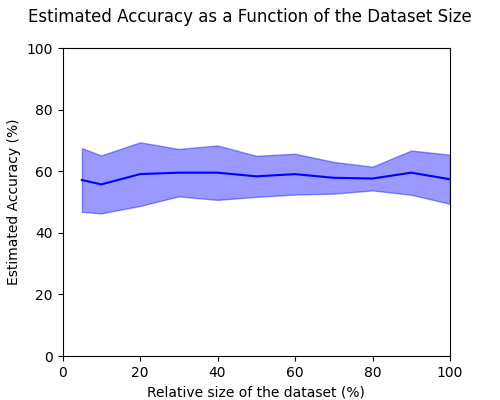 Estimated Accuracy as a Function of the Dataset Size
100
80
60
40
20
0
Estimated Accuracy (%)
0 20 40 60 80 100
Relative size of the dataset (%)